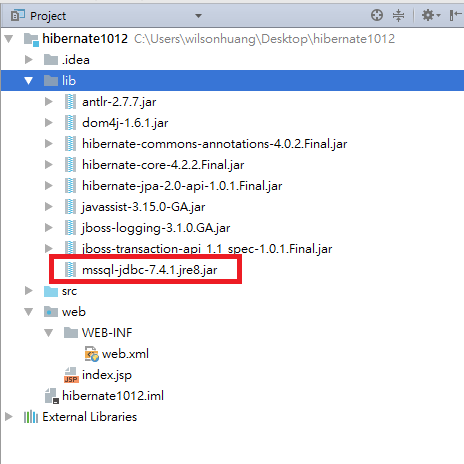 Project
hibernate1012 C:\Users\wilsonhuang\Desktop\hibernate1012
.idea
lib
antlr-2.7.7.jar
dom4j-1.6.1.jar
hibernate-commons-annotations-4.0.2.Final.jar
hibernate-core-4.2.2.Final.jar
hibernate-jpa-2.0-api-1.0.1.Final.jar
javassist-3.15.0-GA.jar
jboss-logging-3.1.0.GA.jar
jboss-transaction-api_1.1_spec-1.0.1.Final.jar
mssql-jdbc-7.4.1.jre8.jar
src
web
WEB-INF
web.xml
JSP index.jsp
hibernate1012.iml
External Libraries